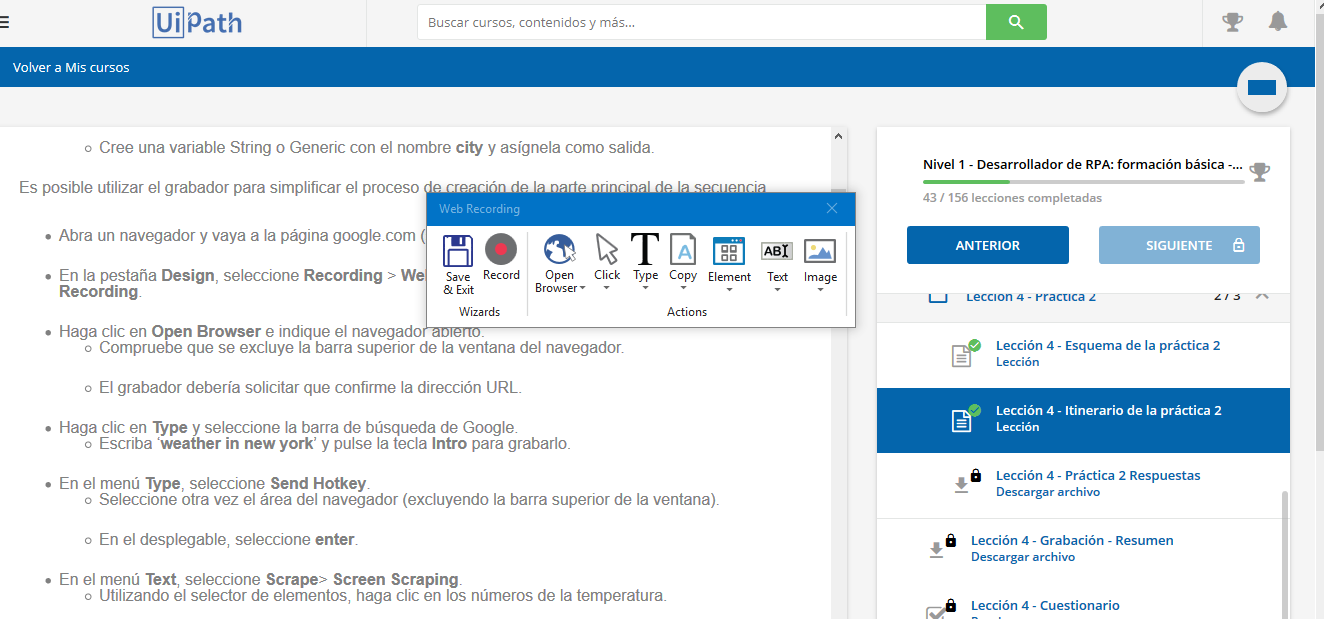 UiPath
Buscar cursos, contenidos y más...
Volver a Mis cursos
Cree una variable String o Generic con el nombre city y asígnela como salida.
Es posible utilizar el grabador para simplificar el proceso de creación de la parte principal de la secuencia
Abra un navegador y vaya a la página google.com (
En la pestaña Design, seleccione Recording > We
Recording.
Haga clic en Open Browser e indique el navegador abierto.
Compruebe que se excluye la barra superior de la ventana del navegador.
El grabador debería solicitar que confirme la dirección URL.
Haga clic en Type y seleccione la barra de búsqueda de Google.
Escriba ‘weather in new york’ y pulse la tecla Intro para grabarlo.
En el menú Type, seleccione Send Hotkey.
Seleccione otra vez el área del navegador (excluyendo la barra superior de la ventana).
En el desplegable, seleccione enter.
En el menú Text, seleccione Scrape> Screen Scraping.
Utilizando el selector de elementos, haga clic en los números de la temperatura.
Web Recording
Save
& Exit
Record
Wizards
Open
Browser
Click
Type
Copy
Element
Text
Image
Actions
Nivel 1 - Desarrollador de RPA: formación básica -...
43 / 156 lecciones completadas
ANTERIOR
SIGUIENTE
Lección 4 - Práctica 2
2 / 3
Lección 4 - Esquema de la práctica 2
Lección
Lección 4 - Itinerario de la práctica 2
Lección
Lección 4 - Práctica 2 Respuestas
Descargar archivo
Lección 4 - Grabación - Resumen
Descargar archivo
Lección 4 - Cuestionario